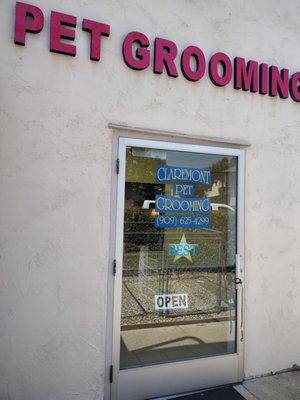 PET GROOMING
CLAREMONT
PET
GROOMING
(909) 625-4299
BEST
OPEN